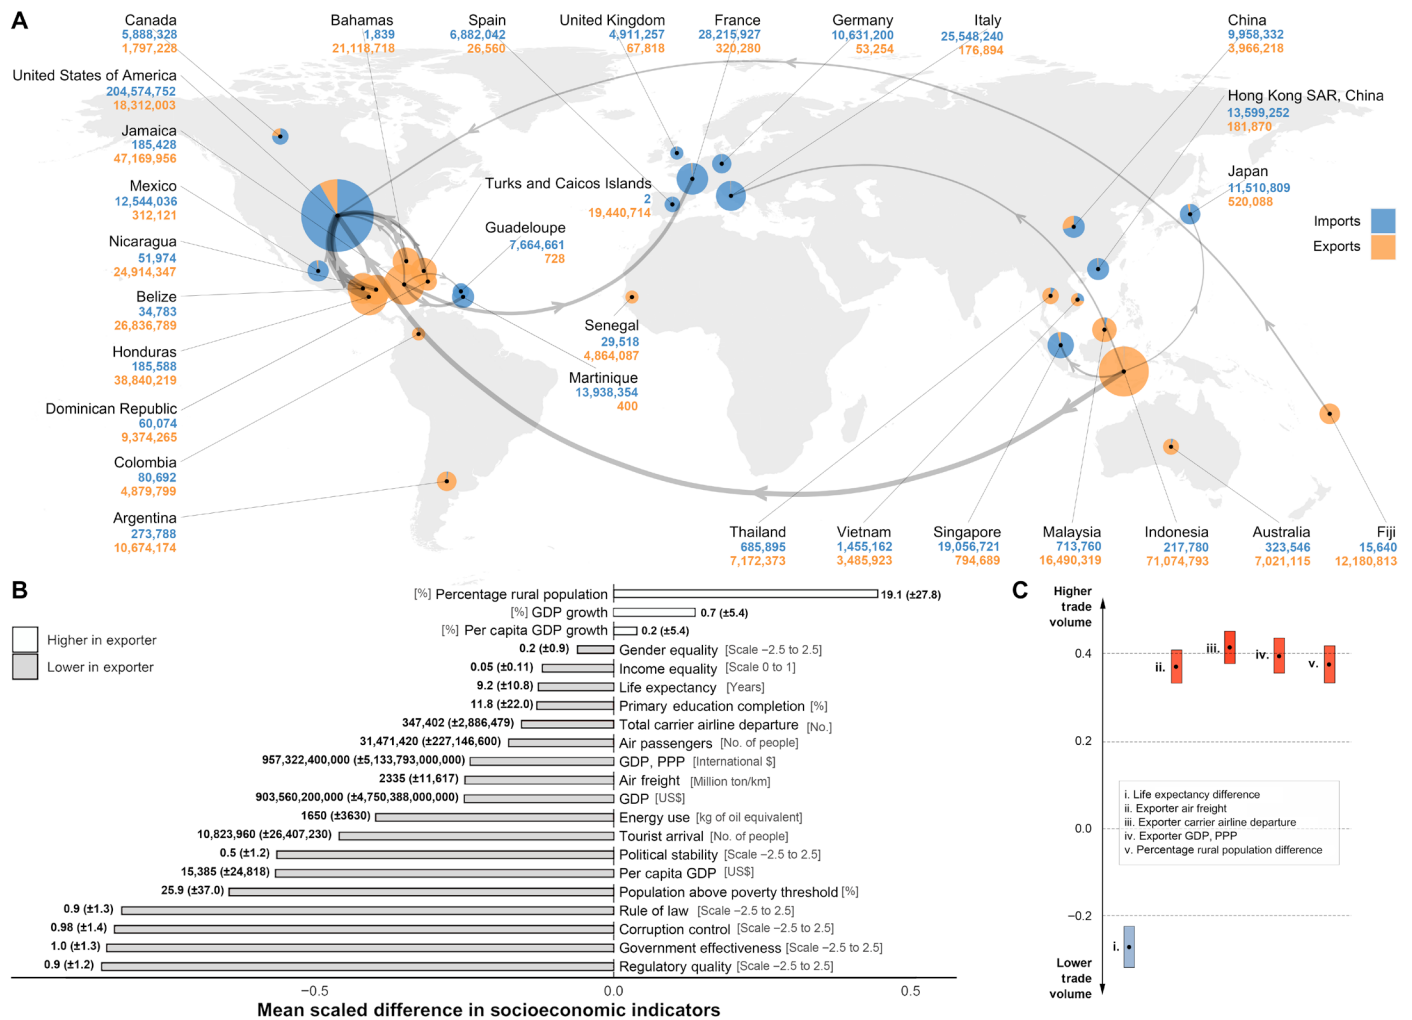 A
Canada
5,888,328
1,797,228
Bahamas
1,839
21,118,718
Spain
6,882,042
26,560
United Kingdom
4,911,257
67,818
France
28,215,927
320,280
Germany
10,631,200
53,254
Italy
25,548,240
176,894
China
9,958,332
3,966,218
United States of America
204,574,752
18,312,003
Hong Kong SAR, China
13,599,252
181,870
Jamaica
185,428
47,169,956
Japan
11,510,809
520,088
Mexico
12,544,036
312,121
Turks and Caicos Islands
2
19,440,714
Imports
Exports
Guadeloupe
7,664,661
728
Nicaragua
51,974
24,914,347
Belize
34,783
26,836,789
Senegal
29,518
4,864,087
Honduras
185,588
38,840,219
Martinique
13,938,354
400
Dominican Republic
60,074
9,374,265
Colombia
80,692
4,879,799
Argentina
273,788
10,674,174
Thailand
685,895
7,172,373
Vietnam
1,455,162
3,485,923
Singapore
19,056,721
794,689
Malaysia
713,760
16,490,319
Indonesia
217,780
71,074,793
Australia
323,546
7,021,115
Fiji
15,640
12,180,813
B
Higher in exporter
Lower in exporter
[%] Percentage rural population 19.1 (±27.8)
[%] GDP growth 0.7 (±5.4)
[%] Per capita GDP growth 0.2 (±5.4)
0.2 (±0.9) Gender equality [Scale –2.5 to 2.5]
0.05 (±0.11) Income equality [Scale 0 to 1]
9.2 (±10.8) Life expectancy [Years]
11.8 (±22.0) Primary education completion [%]
347,402 (±2,886,479) Total carrier airline departure [No.]
31,471,420 (±227,146,600) Air passengers [No. of people]
957,322,400,000 (±5,133,793,000,000) GDP, PPP [International $]
2335 (±11,617) Air freight [Million ton/km]
903,560,200,000 (±4,750,388,000,000) GDP [US$]
1650 (±3630) Energy use [kg of oil equivalent]
10,823,960 (±26,407,230) Tourist arrival [No. of people]
0.5 (±1.2) Political stability [Scale –2.5 to 2.5]
15,385 (±24,818) Per capita GDP [US$]
25.9 (±37.0) Population above poverty threshold [%]
0.9 (±1.3) Rule of law [Scale –2.5 to 2.5]
0.98 (±1.4) Corruption control [Scale –2.5 to 2.5]
1.0 (±1.3) Government effectiveness [Scale –2.5 to 2.5]
0.9 (±1.2) Regulatory quality [Scale –2.5 to 2.5]
–0.5 0.0 0.5
Mean scaled difference in socioeconomic indicators
C
Higher
trade
volume
0.4
0.2
0.0
–0.2
ii.
iii.
iv.
v.
i. Life expectancy difference
ii. Exporter air freight
iii. Exporter carrier airline departure
iv. Exporter GDP, PPP
v. Percentage rural population difference
i.
Lower
trade
volume